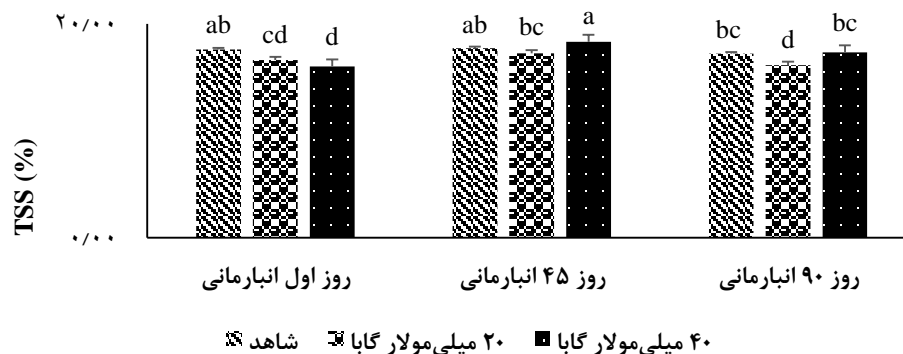 ۲۰/۰۰
ab cd d ab bc a bc d bc
TSS (%)
۰/۰۰
روز اول انبارمانی
روز ۴۵ انبارمانی
روز ۹۰ انبارمانی
شاهد
۲۰ میلی‌مولار گابا
۴۰ میلی‌مولار گابا